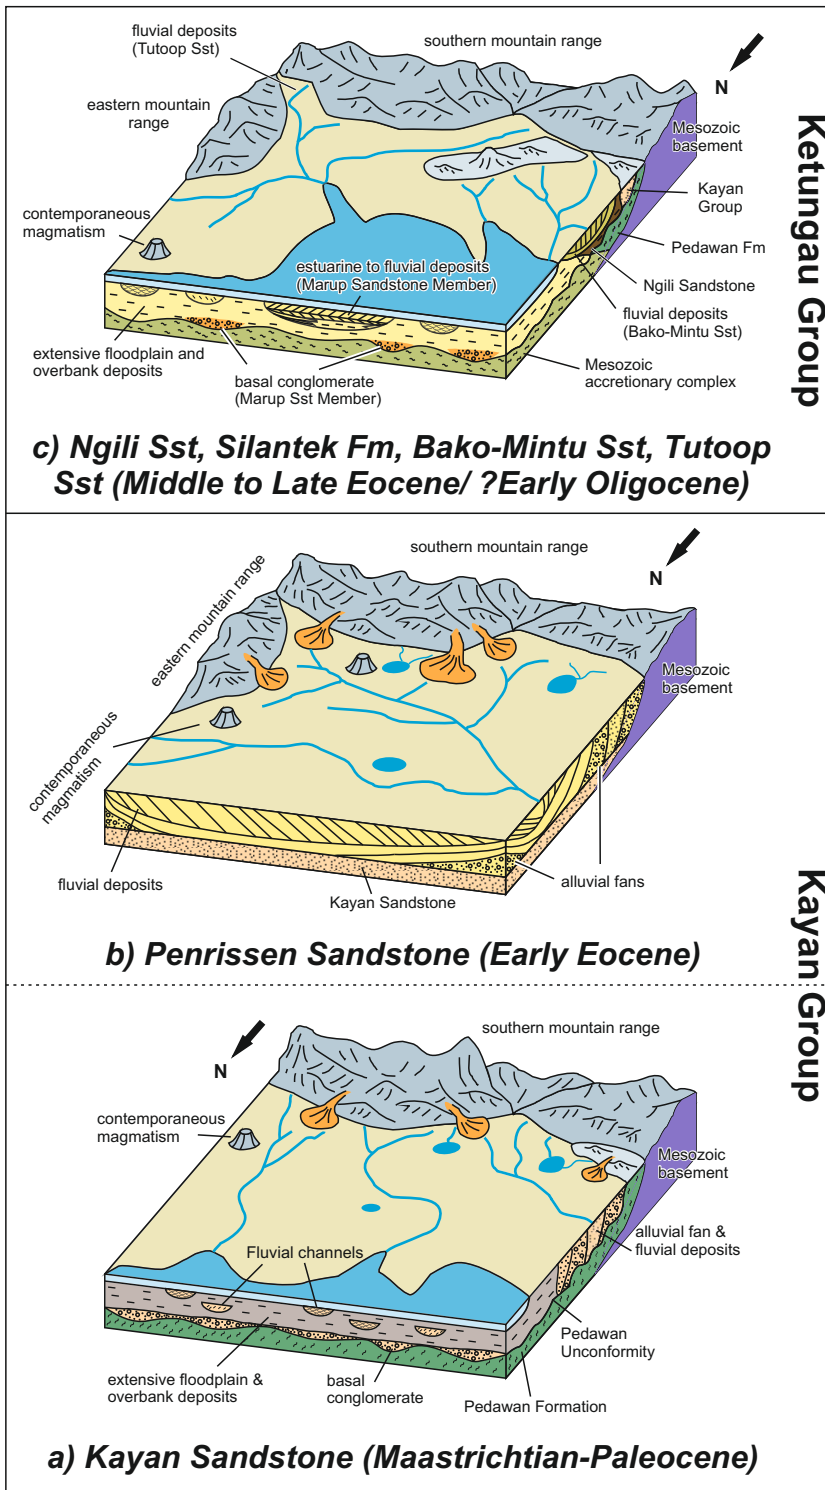 fluvial deposits
(Tutoop Sst)
southern mountain range
N
eastern mountain
range
Mesozoic
basement
Kayan
Group
contemporaneous
magmatism
Pedawan Fm
estuarine to fluvial deposits
(Marup Sandstone Member)
Ngili Sandstone
fluvial deposits
(Bako-Mintu Sst)
extensive floodplain and
overbank deposits
basal conglomerate
(Marup Sst Member)
Mesozoic
accretionary complex
Ketungau Group
c) Ngili Sst, Silantek Fm, Bako-Mintu Sst, Tutoop
Sst (Middle to Late Eocene/ ?Early Oligocene)
southern mountain range
N
eastern mountain range
Mesozoic
basement
contemporaneous
magmatism
fluvial deposits
alluvial fans
Kayan Sandstone
b) Penrissen Sandstone (Early Eocene)
Kayan Group
southern mountain range
N
contemporaneous
magmatism
Mesozoic
basement
alluvial fan &
fluvial deposits
Fluvial channels
Pedawan
Unconformity
extensive floodplain &
overbank deposits
basal
conglomerate
Pedawan Formation
a) Kayan Sandstone (Maastrichtian-Paleocene)